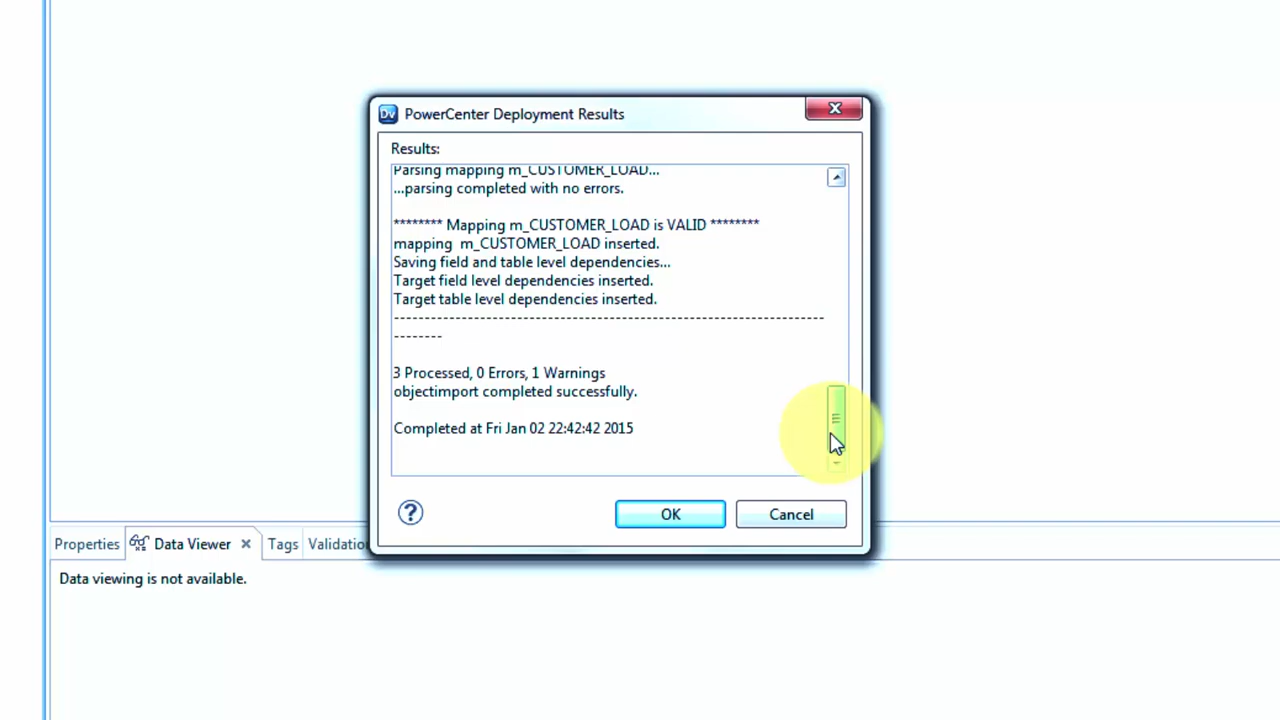 Dv PowerCenter Deployment Results
Results:
Parsing mapping m_CUSTOMER_LOAD...
...parsing completed with no errors.
******** Mapping m_CUSTOMER_LOAD is VALID ********
mapping  m_CUSTOMER_LOAD inserted.
Saving field and table level dependencies...
Target field level dependencies inserted.
Target table level dependencies inserted.
-----------------------------------------------------------------------
--------
3 Processed, 0 Errors, 1 Warnings
objectimport completed successfully.
Completed at Fri Jan 02 22:42:42 2015
? OK Cancel
Properties Data Viewer Tags
Data viewing is not available.